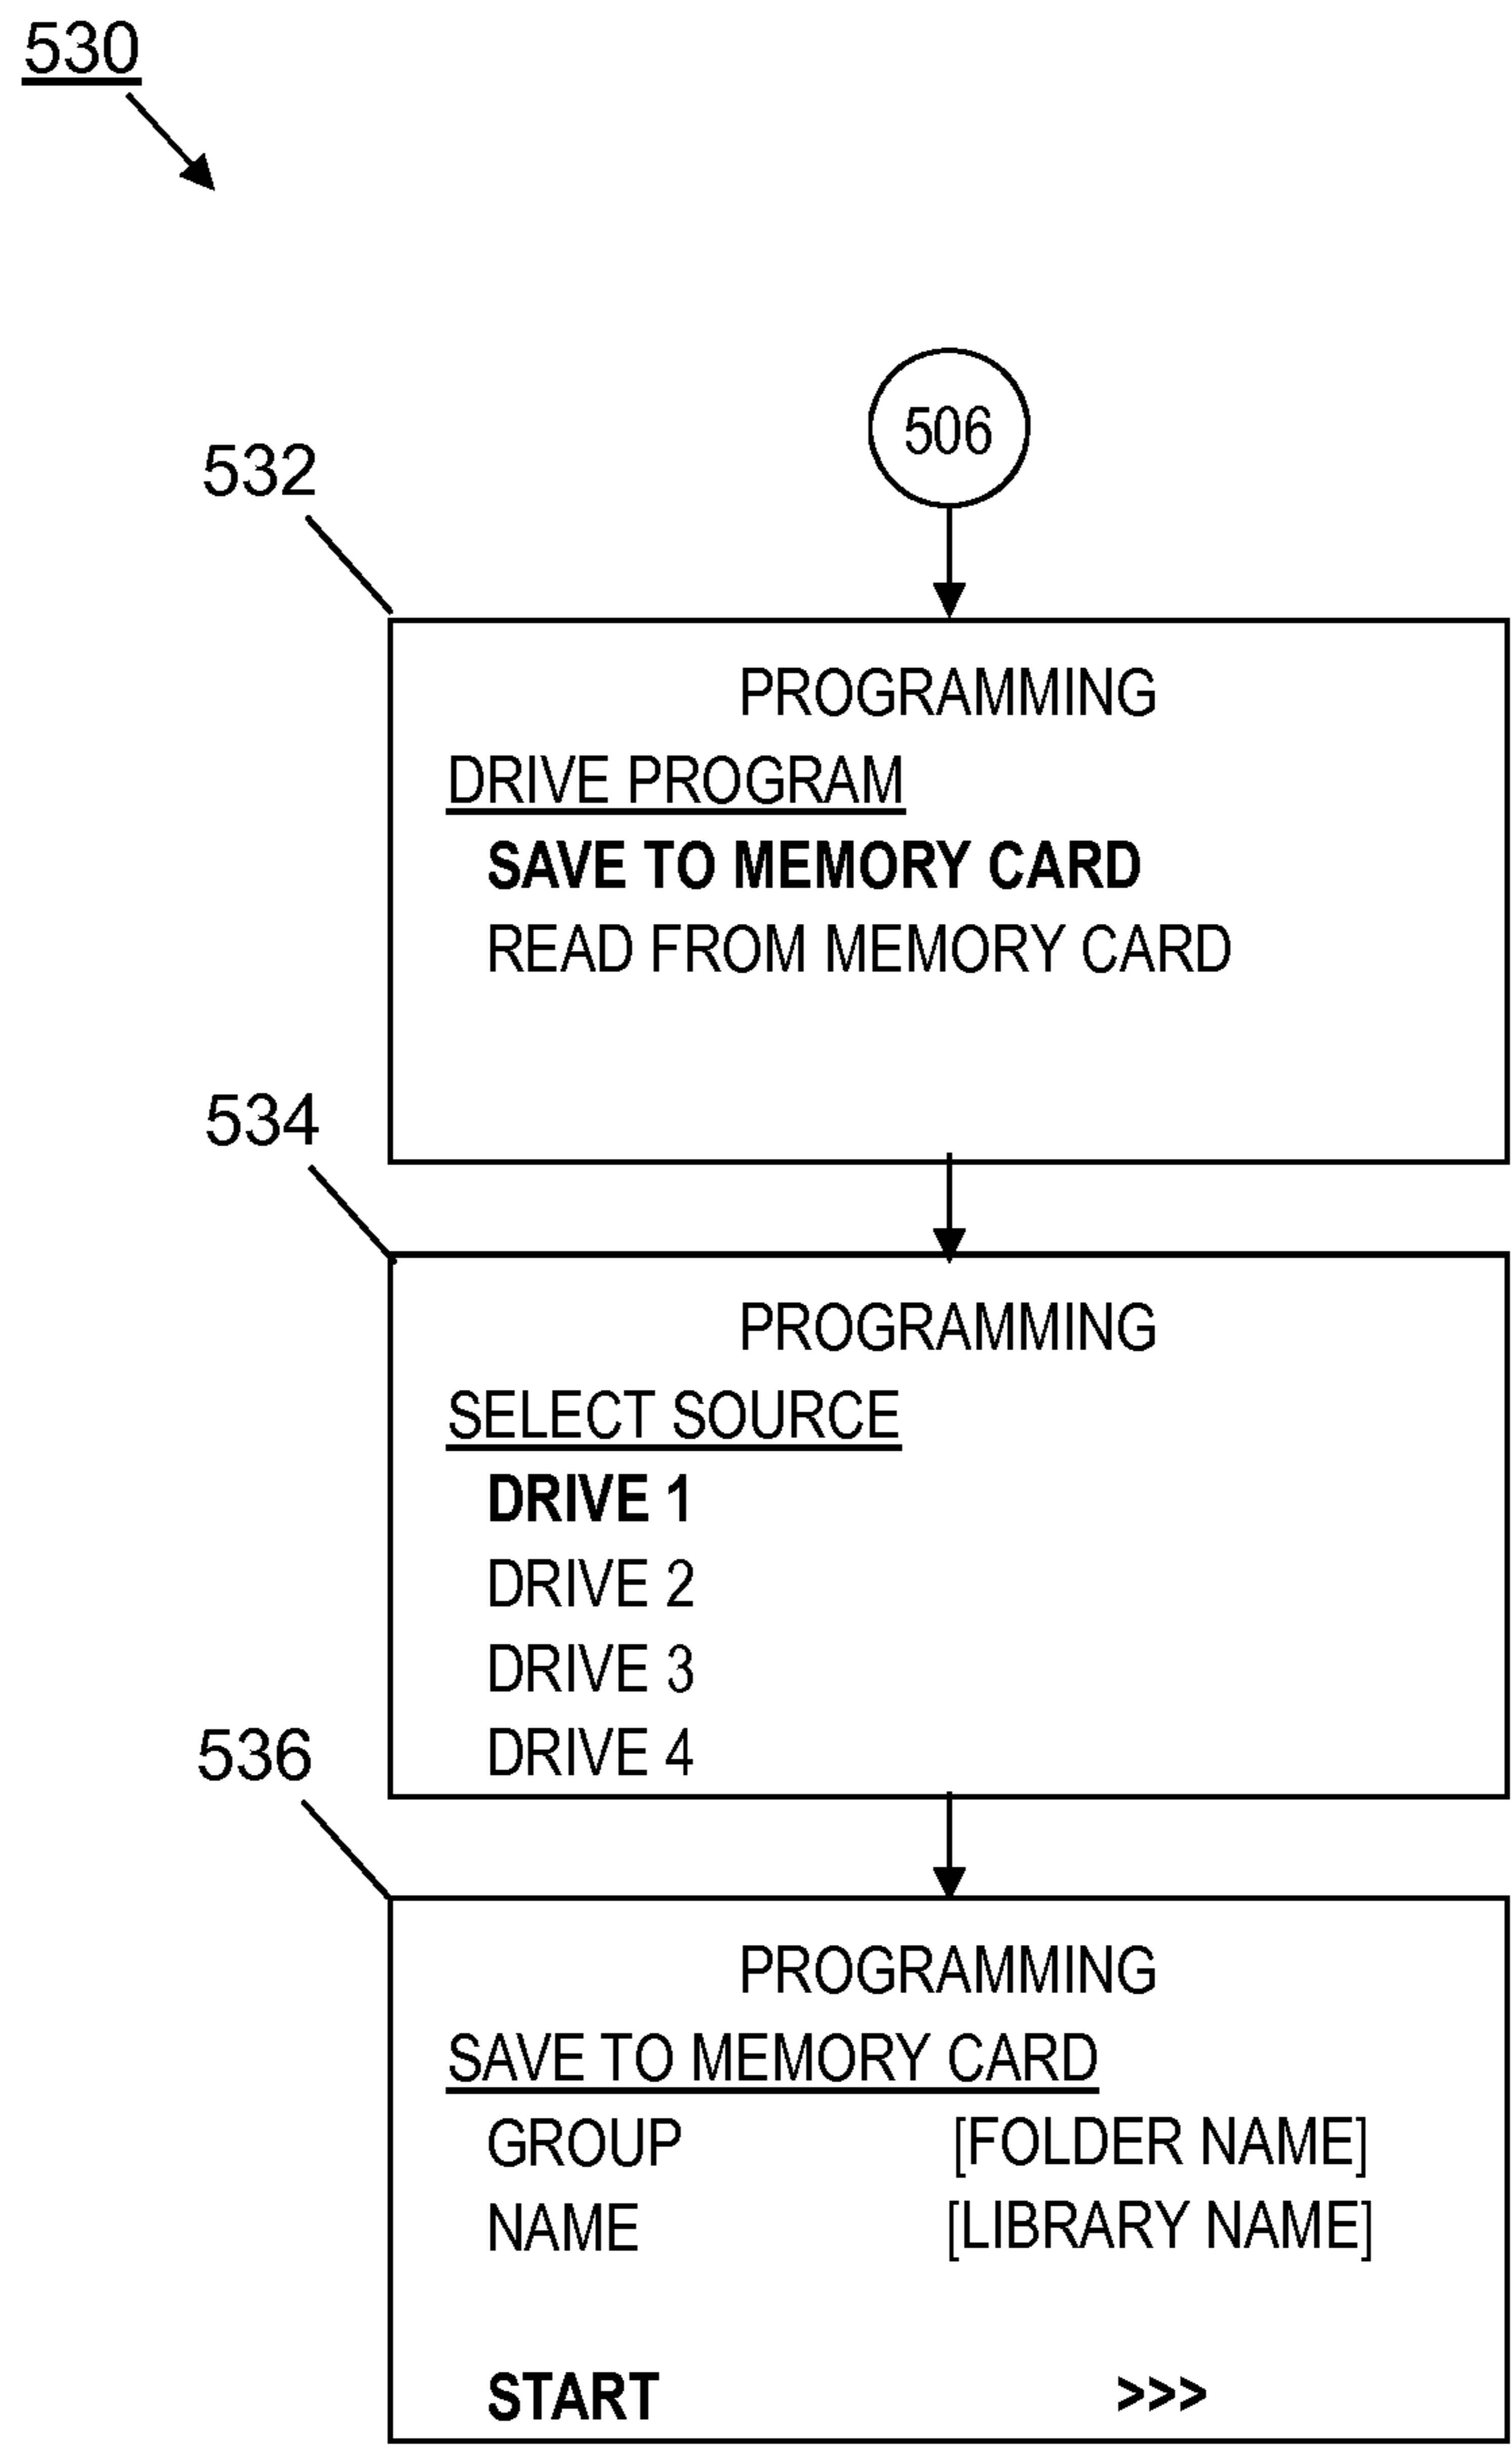 530
506
532
PROGRAMMING
DRIVE PROGRAM
SAVE TO MEMORY CARD
READ FROM MEMORY CARD
534
PROGRAMMING
SELECT SOURCE
DRIVE 1
DRIVE 2
DRIVE 3
DRIVE 4
536
PROGRAMMING
SAVE TO MEMORY CARD
GROUP [FOLDER NAME]
NAME [LIBRARY NAME]
START >>>